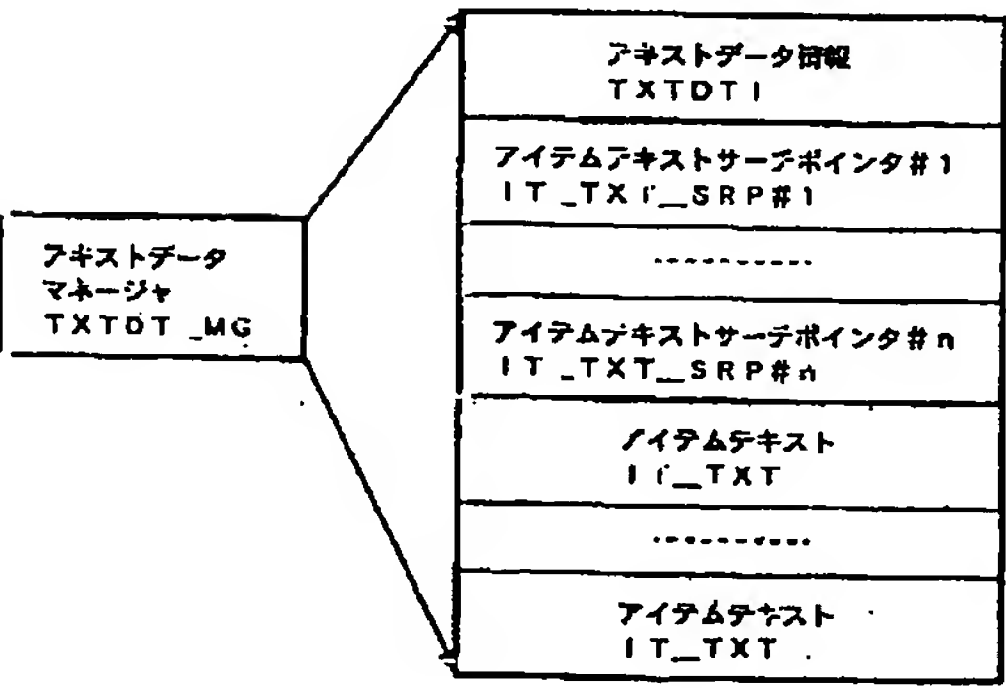 テキストデータ
マネージャ
TXTDT_MG
テキストデータ情報
TXTDTI
アイテムテキストサーチポインタ#1
IT_TXT_SRP#1
----------
アイテムテキストサーチポインタ#n
IT_TXT_SRP#n
アイテムテキスト
IT_TXT
----------
アイテムテキスト
IT_TXT